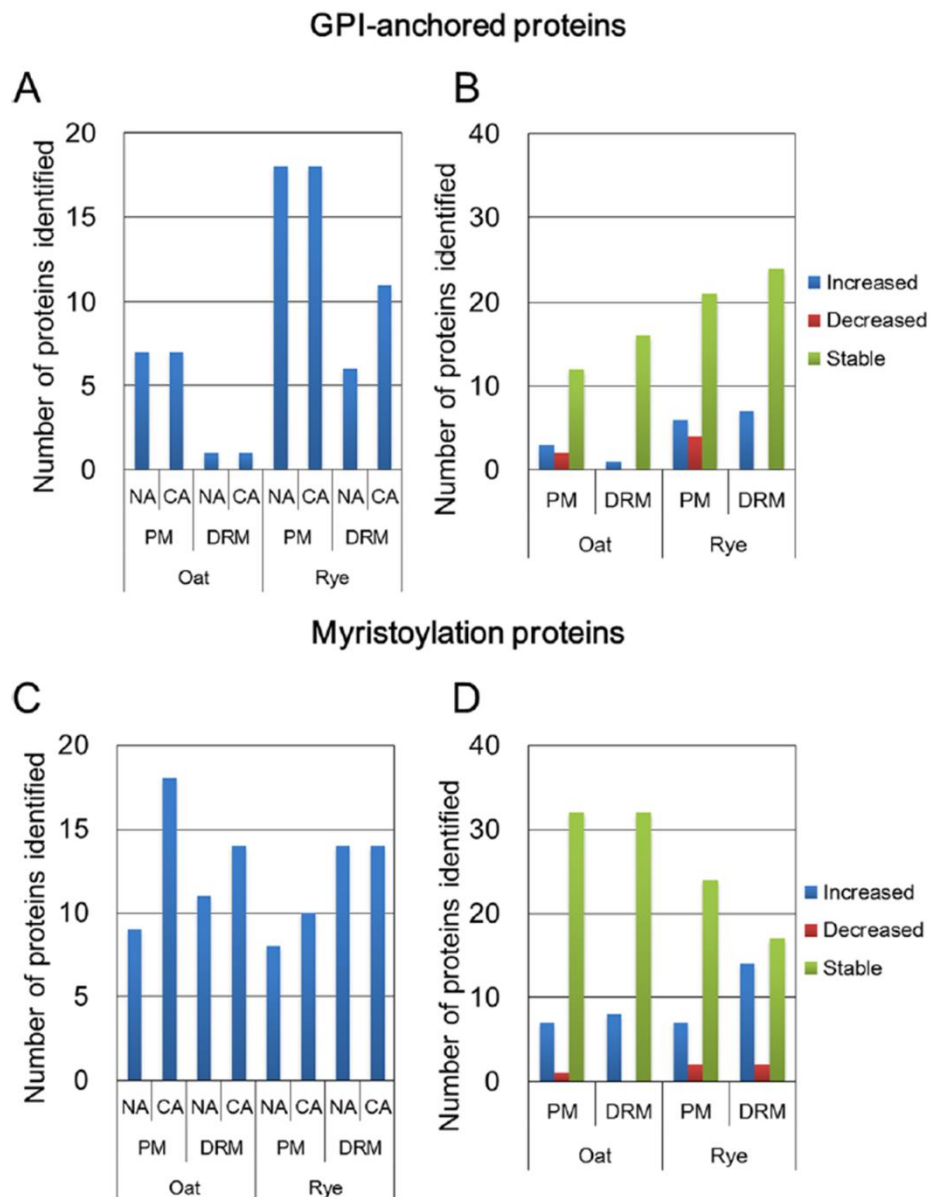 GPI-anchored proteins
A
Number of proteins identified
20
15
10
5
0
NA CA NA CA NA CA NA CA
PM DRM PM DRM
Oat Rye
B
Number of proteins identified
40
30
20
10
0
PM DRM PM DRM
Oat Rye
Increased
Decreased
Stable
Myristoylation proteins
C
Number of proteins identified
20
15
10
5
0
NA CA NA CA NA CA NA CA
PM DRM PM DRM
Oat Rye
D
Number of proteins identified
40
30
20
10
0
PM DRM PM DRM
Oat Rye
Increased
Decreased
Stable